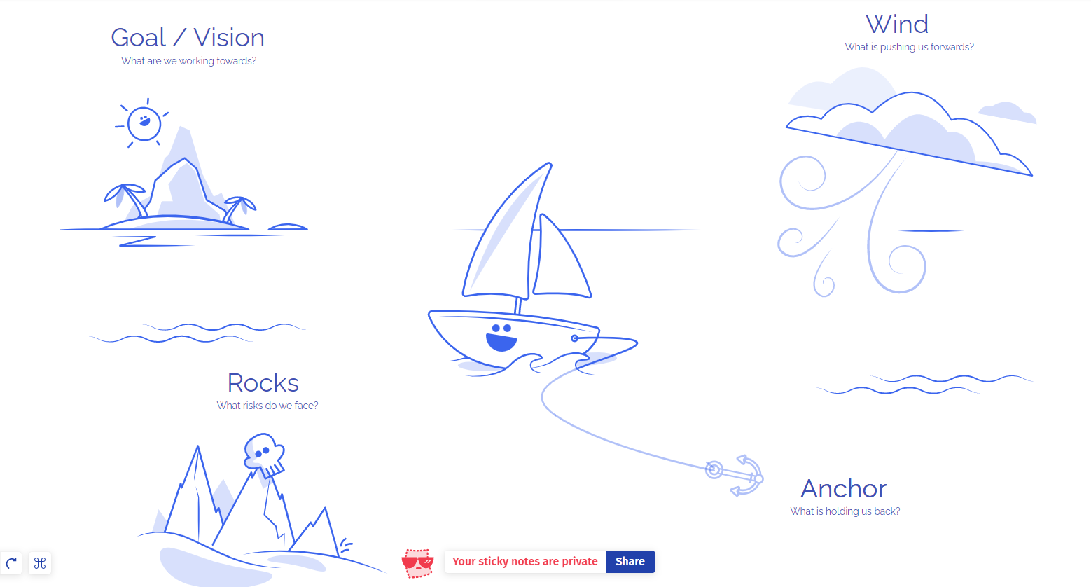 Goal / Vision
What are we working towards?
Wind
What is pushing us forwards?
Rocks
What risks do we face?
Anchor
What is holding us back?
Your sticky notes are private
Share